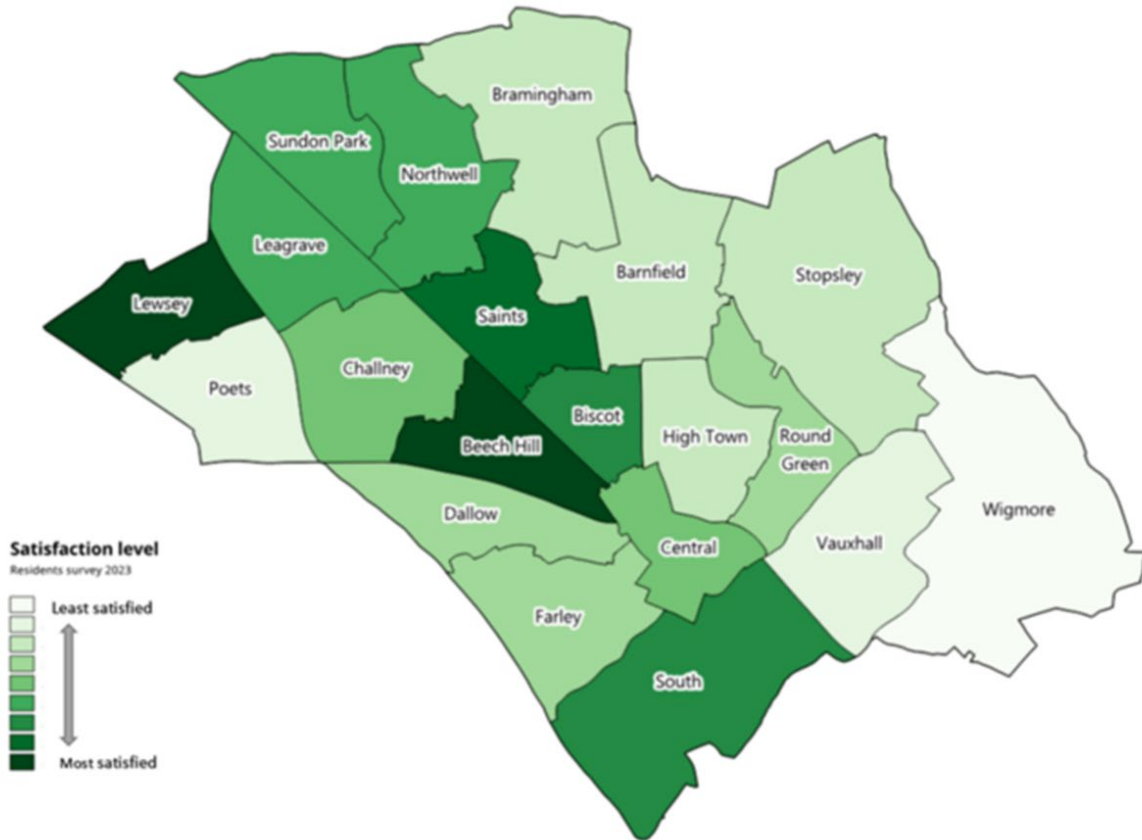 Bramingham
Sundon Park
Northwell
Leagrave
Barnfield
Stopsley
Lewsey
Saints
Challney
Poets
Biscot
High Town
Round
Green
Beech Hill
Wigmore
Dallow
Vauxhall
Central
Farley
South
Satisfaction level
Residents survey 2023
Least satisfied
Most satisfied